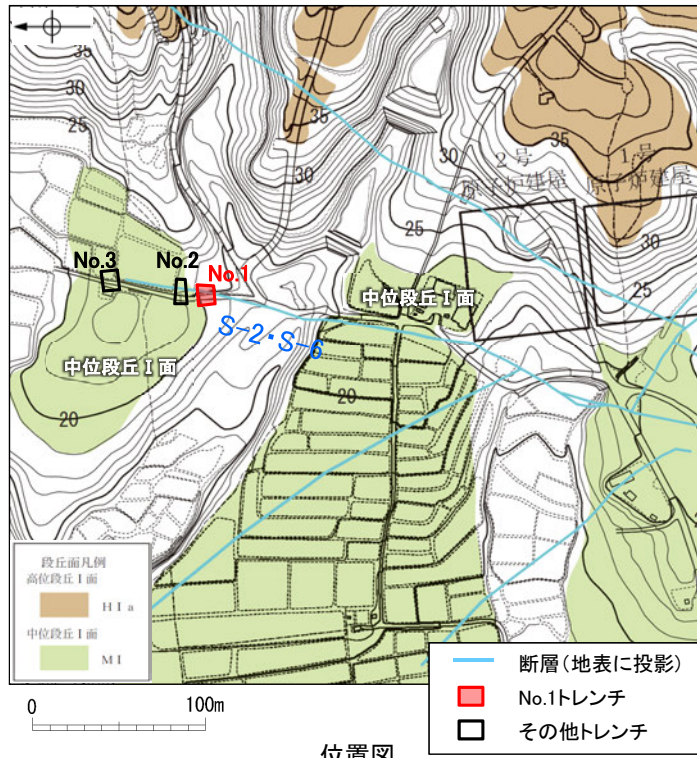 35
30
25
35
30
25
2号
原子炉建屋
1号
原子炉建屋
35
30
25
No.3
No.2
No.1
S-2・S-6
中位段丘Ⅰ面
中位段丘Ⅰ面
20
20
段丘面凡例
高位段丘Ⅰ面
HⅠa
中位段丘Ⅰ面
MⅠ
断層(地表に投影)
No.1トレンチ
その他トレンチ
0 100m
位置図